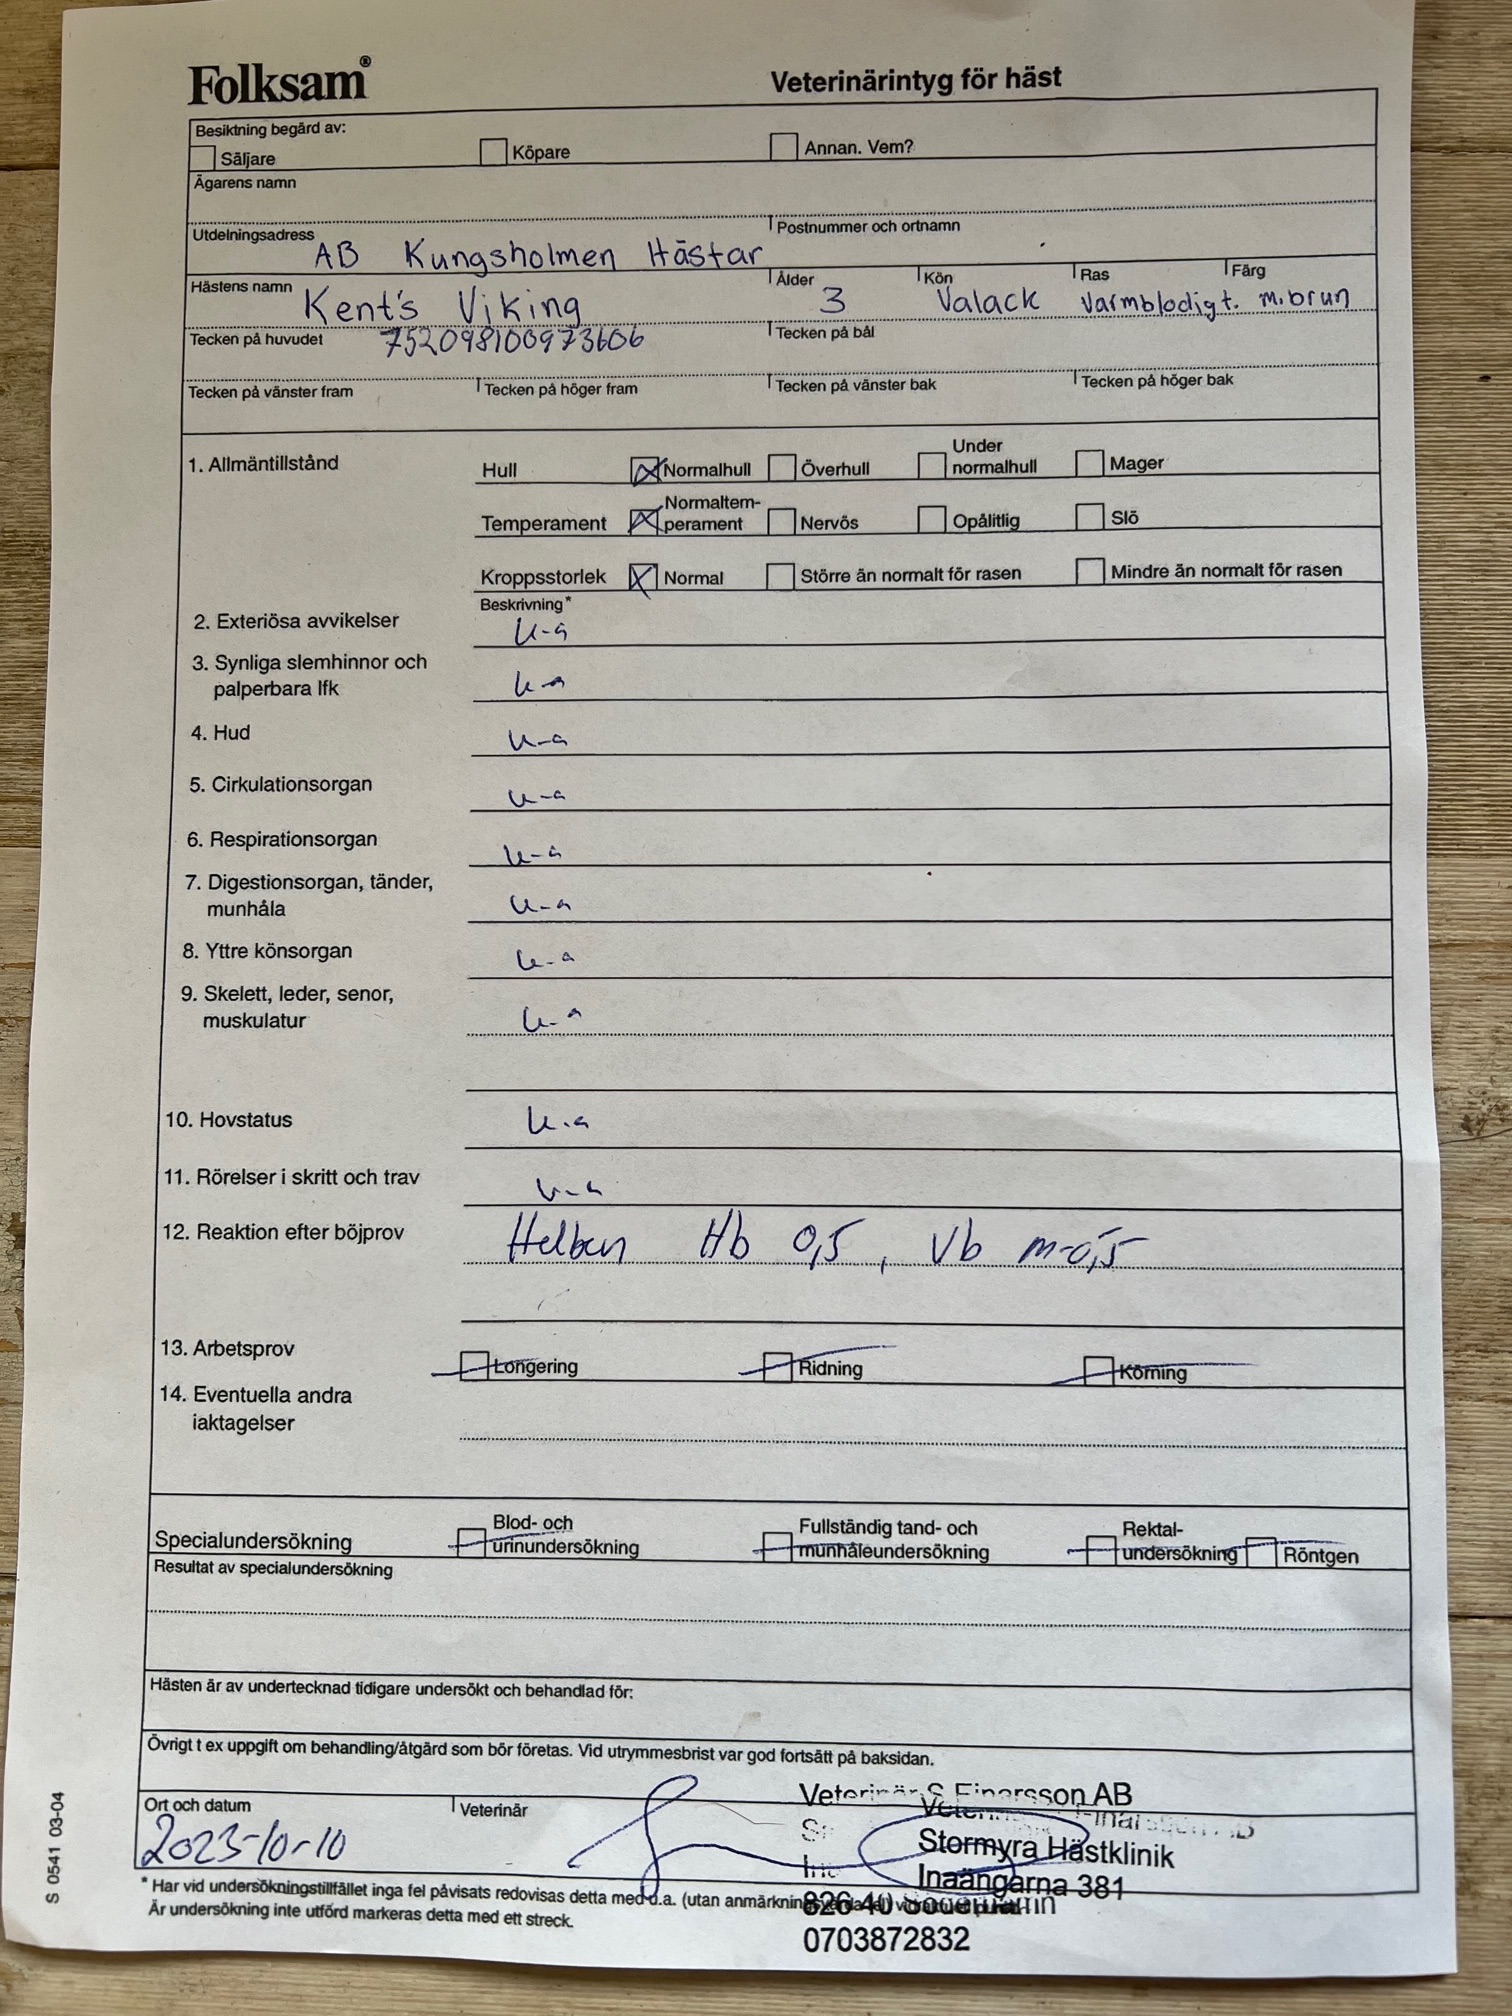 Folksam®
Veterinärintyg för häst
Besiktning begärd av:
Säljare Köpare Annan. Vem?
Ägarens namn
Utdelningsadress Postnummer och ortnamn
AB Kungsholmen Hästar
Hästens namn Ålder Kön Ras Färg
Kent's Viking 3 Valack Varmblodigt. m.brun
Tecken på huvudet 752098100973606 Tecken på bål
Tecken på vänster fram Tecken på höger fram Tecken på vänster bak Tecken på höger bak
1. Allmäntillstånd
Hull Normalhull Överhull Under normalhull Mager
Temperament Normaltem-perament Nervös Opålitlig Slö
Kroppsstorlek Normal Större än normalt för rasen Mindre än normalt för rasen
Beskrivning*
2. Exteriösa avvikelser u-a
3. Synliga slemhinnor och
palperbara lfk u-a
4. Hud u-a
5. Cirkulationsorgan u-a
6. Respirationsorgan u-a
7. Digestionsorgan, tänder,
munhåla u-a
8. Yttre könsorgan u-a
9. Skelett, leder, senor,
muskulatur u-a
10. Hovstatus u.a
11. Rörelser i skritt och trav u-a
12. Reaktion efter böjprov Helben Hb 0,5, Vb m-0,5
13. Arbetsprov Longering Ridning Körning
14. Eventuella andra
iaktagelser
Specialundersökning Blod- och urinundersökning Fullständig tand- och munhåleundersökning Rektal-undersökning Röntgen
Resultat av specialundersökning
Hästen är av undertecknad tidigare undersökt och behandlad för:
Övrigt t ex uppgift om behandling/åtgärd som bör företas. Vid utrymmesbrist var god fortsätt på baksidan.
Ort och datum Veterinär
2023-10-10
Veterinär S Einarsson AB
Stormyra Hästklinik
Inaängarna 381
826 40 Söderhamn
0703872832
* Har vid undersökningstillfället inga fel påvisats redovisas detta med u.a. (utan
Är undersökning inte utförd markeras detta med ett streck.
S 0541 03-04